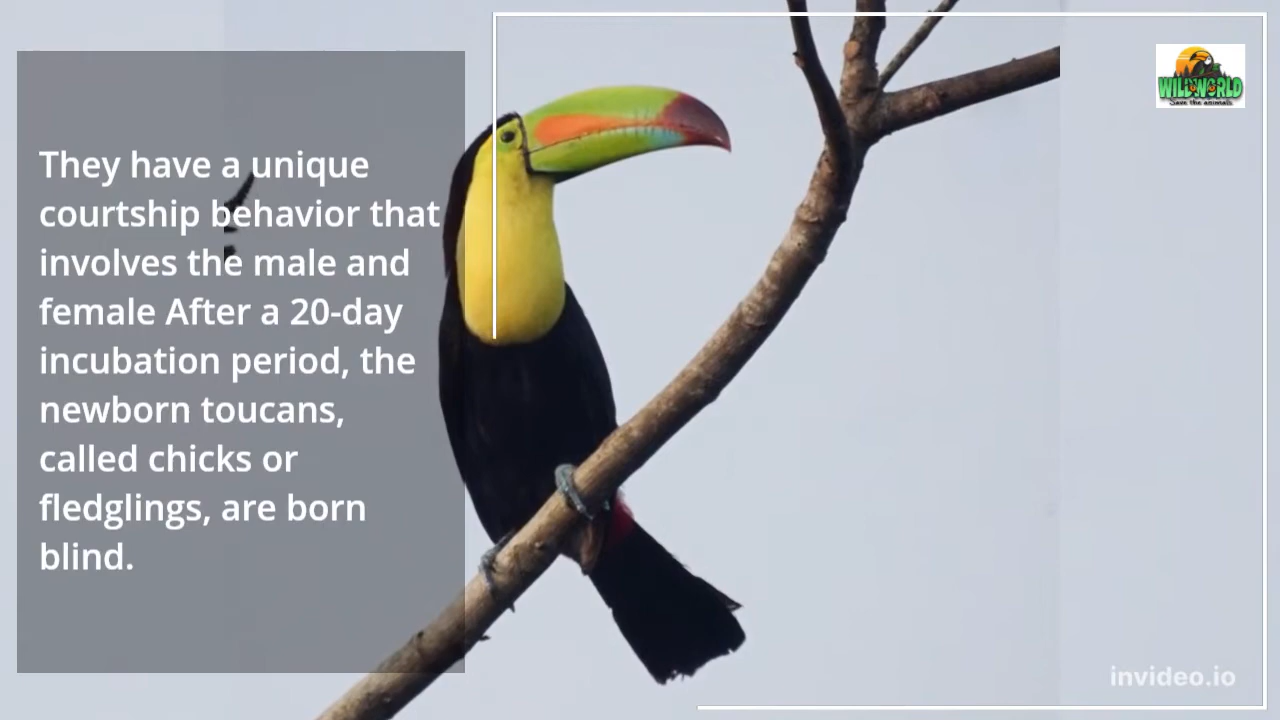 They have a unique
courtship behavior that
involves the male and
female After a 20-day
incubation period, the
newborn toucans,
called chicks or
fledglings, are born
blind.
WILDWORLD
Save the animals
invideo.io